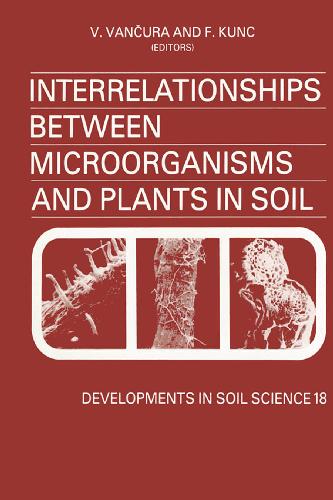 V. VANČURA AND F. KUNC
(EDITORS)
INTERRELATIONSHIPS
BETWEEN
MICROORGANISMS
AND PLANTS IN SOIL
DEVELOPMENTS IN SOIL SCIENCE 18